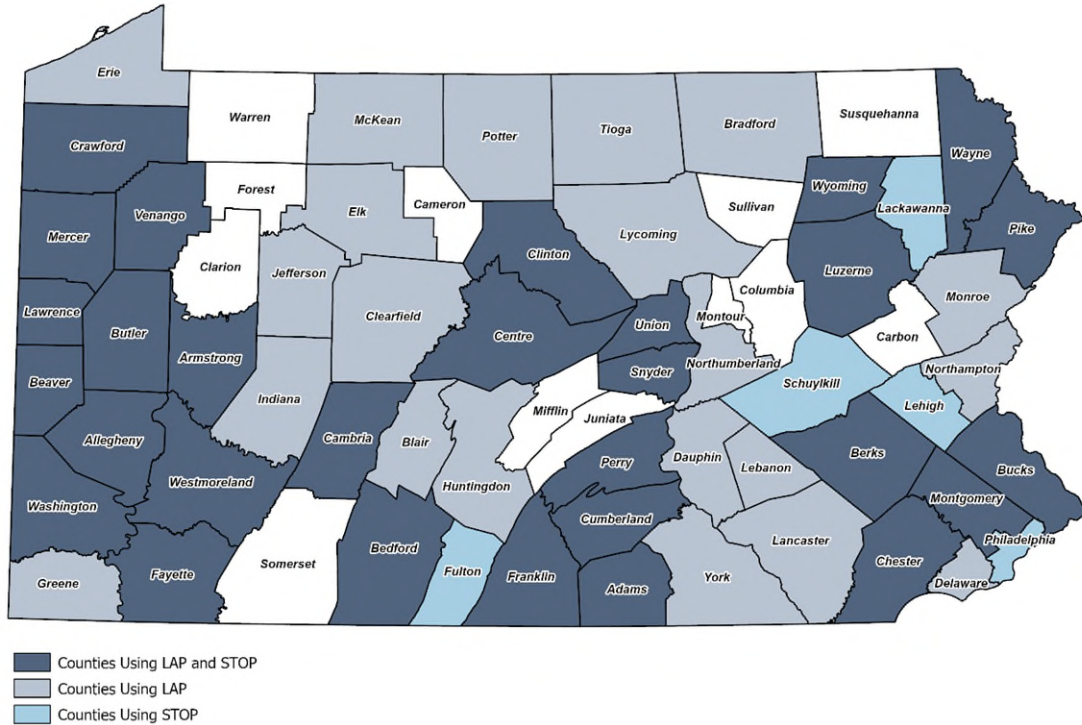 Erie
Warren
McKean
Potter
Tioga
Bradford
Susquehanna
Crawford
Wayne
Forest
Wyoming
Venango
Elk
Cameron
Sullivan
Lackawanna
Mercer
Lycoming
Pike
Clarion
Jefferson
Clinton
Luzerne
Columbia
Monroe
Lawrence
Butler
Clearfield
Montour
Union
Centre
Carbon
Armstrong
Snyder
Northumberland
Northampton
Beaver
Schuylkill
Indiana
Mifflin
Juniata
Lehigh
Allegheny
Cambria
Blair
Berks
Dauphin
Lebanon
Perry
Bucks
Westmoreland
Huntingdon
Montgomery
Washington
Cumberland
Lancaster
Philadelphia
Bedford
Somerset
Chester
Fulton
Fayette
Franklin
York
Greene
Adams
Delaware
Counties Using LAP and STOP
Counties Using LAP
Counties Using STOP